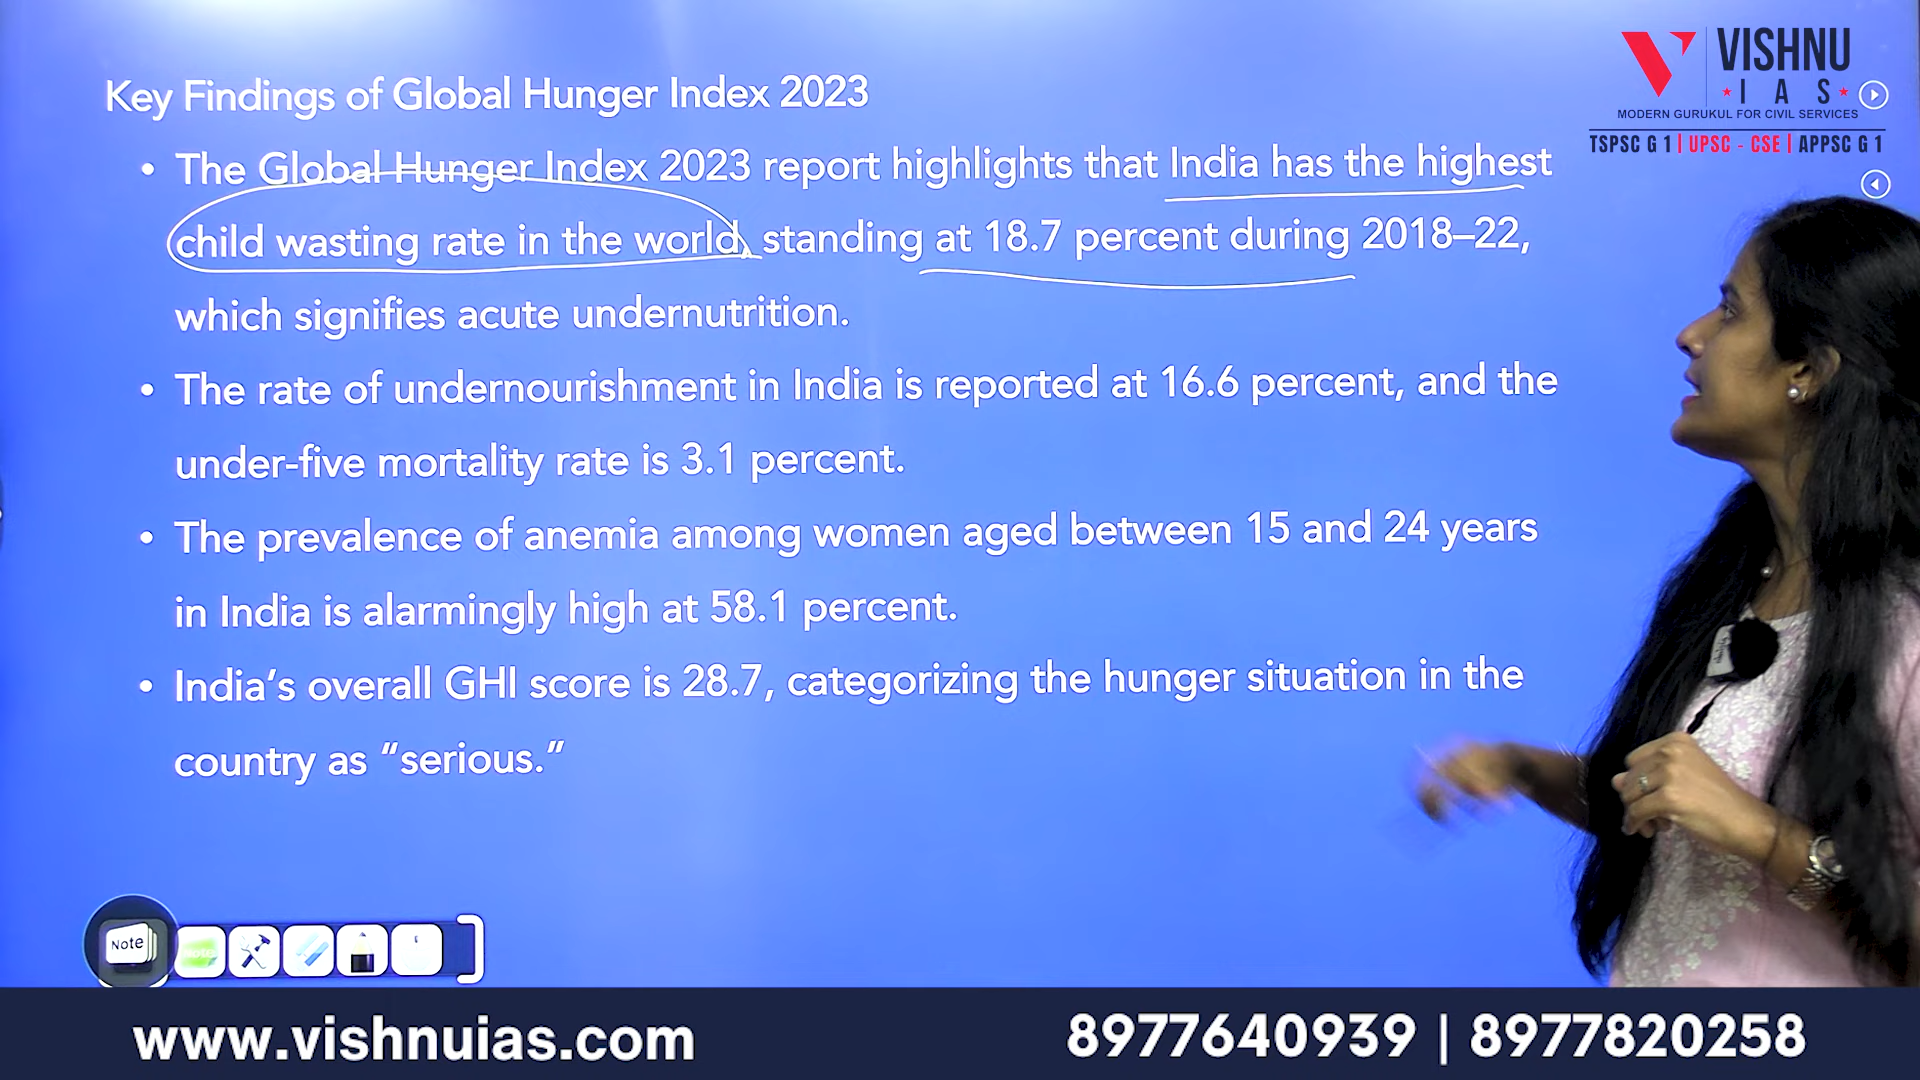 VISHNU
IAS
MODERN GURUKUL FOR CIVIL SERVICES
TSPSC G 1 | UPSC - CSE | APPSC G 1
Key Findings of Global Hunger Index 2023
• The Global Hunger Index 2023 report highlights that India has the highest
child wasting rate in the world, standing at 18.7 percent during 2018–22,
which signifies acute undernutrition.
• The rate of undernourishment in India is reported at 16.6 percent, and the
under-five mortality rate is 3.1 percent.
• The prevalence of anemia among women aged between 15 and 24 years
in India is alarmingly high at 58.1 percent.
• India's overall GHI score is 28.7, categorizing the hunger situation in the
country as “serious.”
Note
www.vishnuias.com
8977640939 | 8977820258